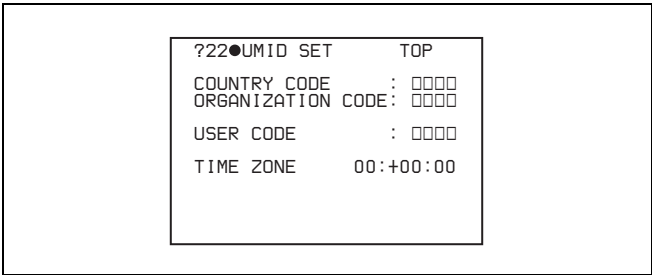 ?22●UMID SET TOP
COUNTRY CODE : □□□□
ORGANIZATION CODE: □□□□
USER CODE : □□□□
TIME ZONE 00:+00:00